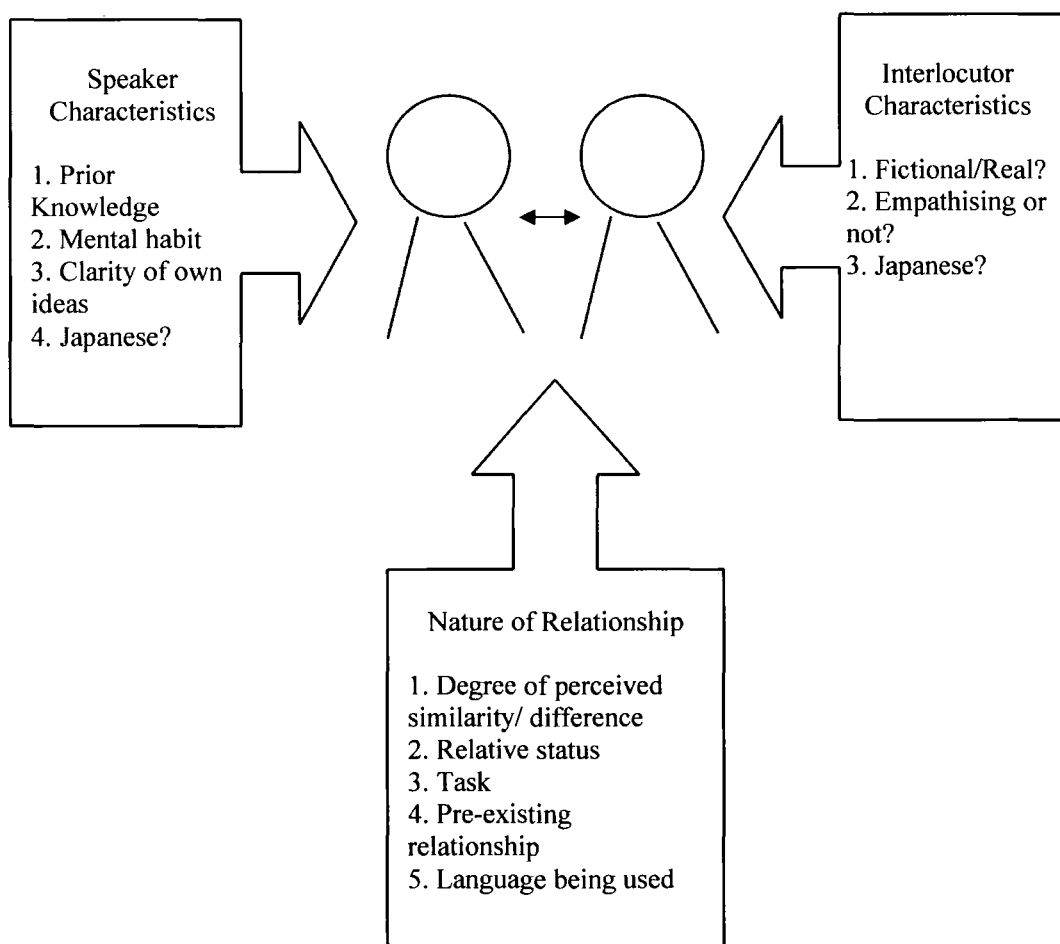 Speaker
Characteristics
1. Prior
Knowledge
2. Mental habit
3. Clarity of own
ideas
4. Japanese?
Interlocutor
Characteristics
1. Fictional/Real?
2. Empathising or
not?
3. Japanese?
Nature of Relationship
1. Degree of perceived
similarity/ difference
2. Relative status
3. Task
4. Pre-existing
relationship
5. Language being used